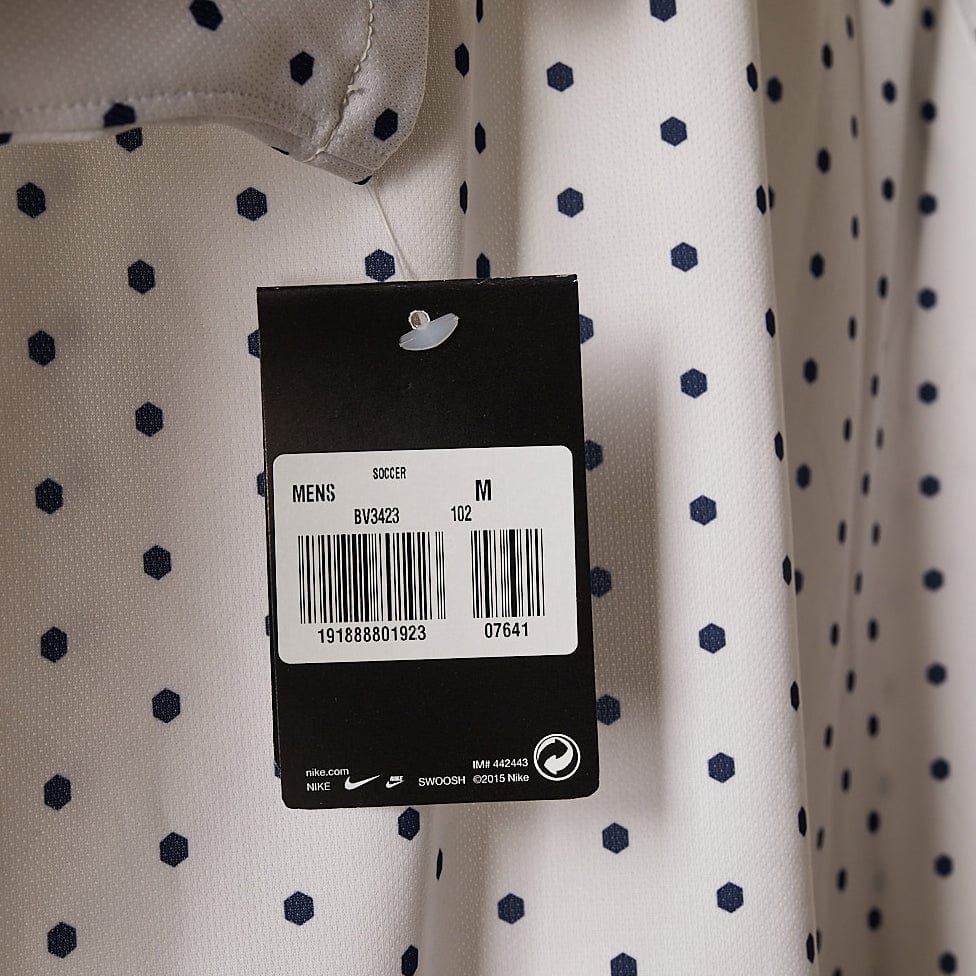 SOCCER
MENS M
BV3423 102
191888801923 07641
nike.com IM# 442443
NIKE NIKE SWOOSH ©2015 Nike